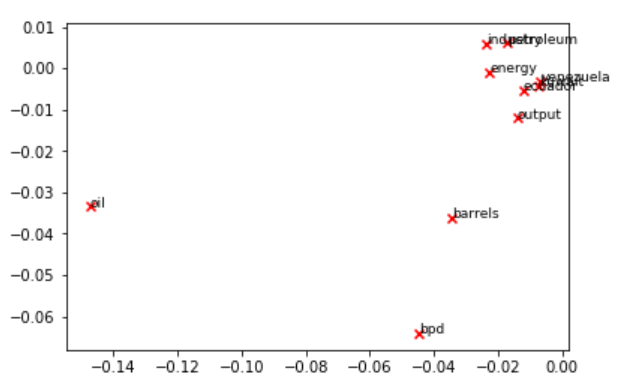 0.01
industry petroleum
0.00
energy
venezuela
kuwait
ecuador
−0.01
output
−0.02
−0.03
oil
barrels
−0.04
−0.05
−0.06
bpd
−0.14 −0.12 −0.10 −0.08 −0.06 −0.04 −0.02 0.00